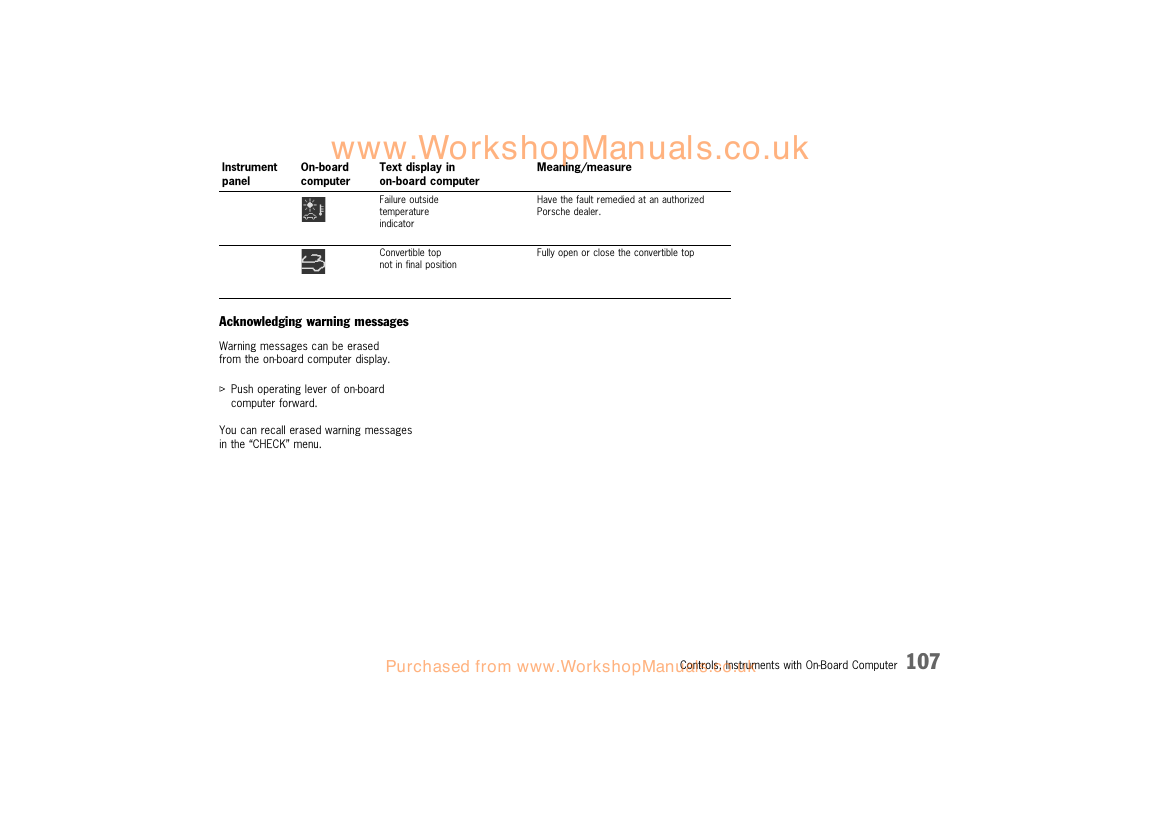 www.WorkshopManuals.co.uk
Instrument panel
On-board computer
Text display in on-board computer
Meaning/measure
Failure outside
temperature
indicator
Have the fault remedied at an authorized
Porsche dealer.
Convertible top
not in final position
Fully open or close the convertible top
Acknowledging warning messages
Warning messages can be erased
from the on-board computer display.
⊳ Push operating lever of on-board
computer forward.
You can recall erased warning messages
in the “CHECK” menu.
Purchased from www.WorkshopManuals.co.uk
Controls, Instruments with On-Board Computer 107